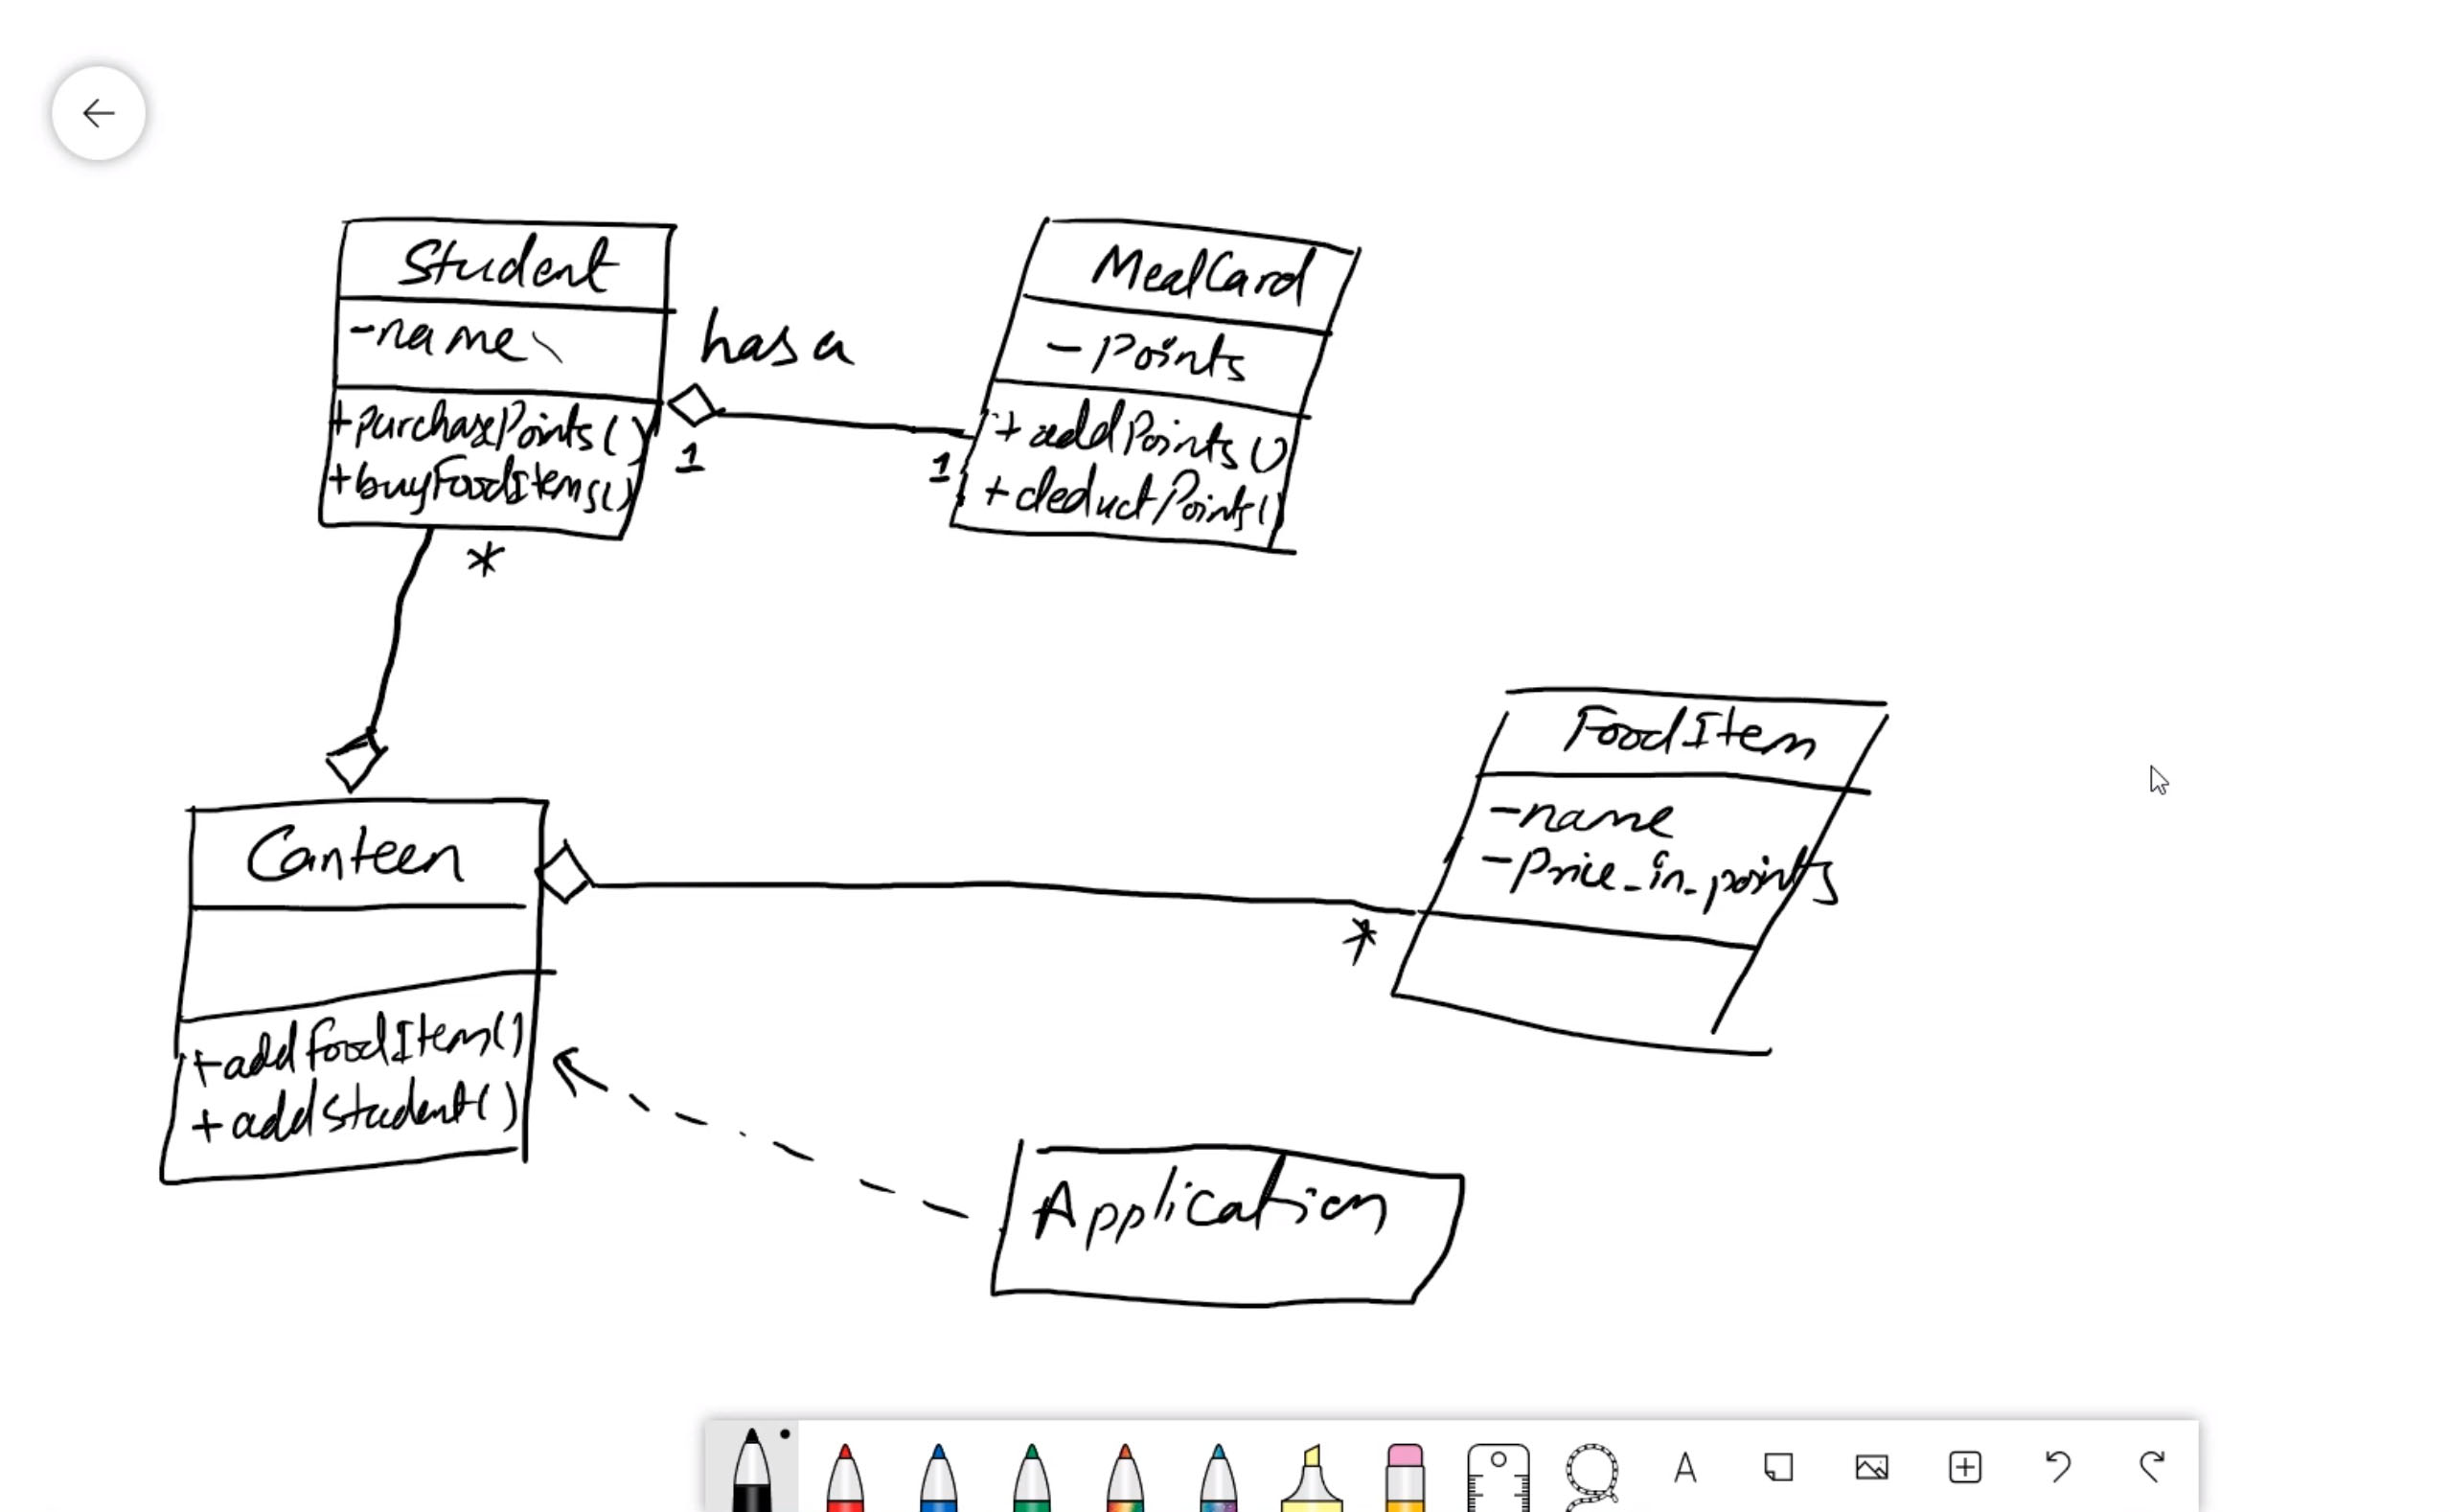 Student
-name
+purchasePoints()
+buyFoodItems()
*
has a
1
1
MealCard
- Points
+ addPoints()
+ deductPoints()
Canteen
+addFoodItem()
+addStudent()
*
FoodItem
-name
-price_in_points
Application
A